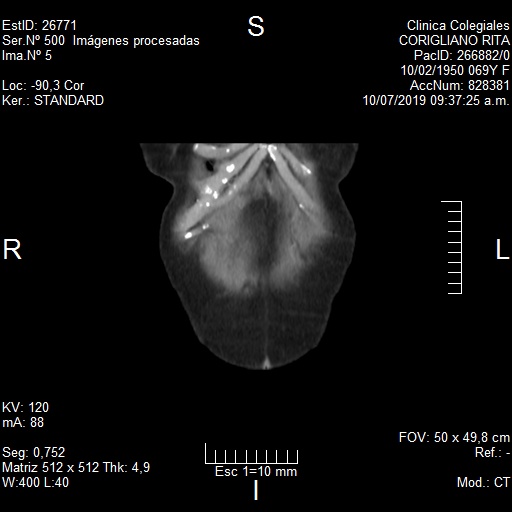 EstID: 26771
Ser.Nº 500  Imágenes procesadas
Ima.Nº 5
Loc: -90,3 Cor
Ker.: STANDARD
S
Clinica Colegiales
CORIGLIANO RITA
PacID: 266882/0
10/02/1950 069Y F
AccNum: 828381
10/07/2019 09:37:25 a.m.
R
L
KV: 120
mA: 88
Seg: 0,752
Matriz 512 x 512 Thk: 4,9
W:400 L:40
Esc 1=10 mm
I
FOV: 50 x 49,8 cm
Ref.: -
Mod.: CT